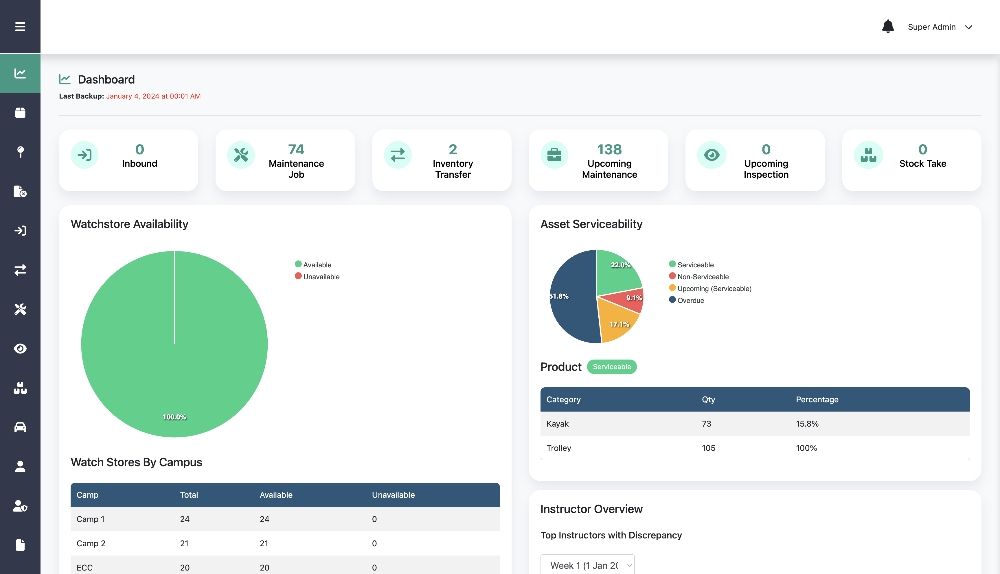 Super Admin
Dashboard
Last Backup: January 4, 2024 at 00:01 AM
0
Inbound
74
Maintenance
Job
2
Inventory
Transfer
138
Upcoming
Maintenance
0
Upcoming
Inspection
0
Stock Take
Watchstore Availability
Available
Unavailable
100.0%
Watch Stores By Campus
Camp Total Available Unavailable
Camp 1 24 24 0
Camp 2 21 21 0
ECC 20 20 0
Asset Serviceability
22.0%
9.1%
17.1%
51.8%
Serviceable
Non-Serviceable
Upcoming (Serviceable)
Overdue
Product Serviceable
Category Qty Percentage
Kayak 73 15.8%
Trolley 105 100%
Instructor Overview
Top Instructors with Discrepancy
Week 1 (1 Jan 20